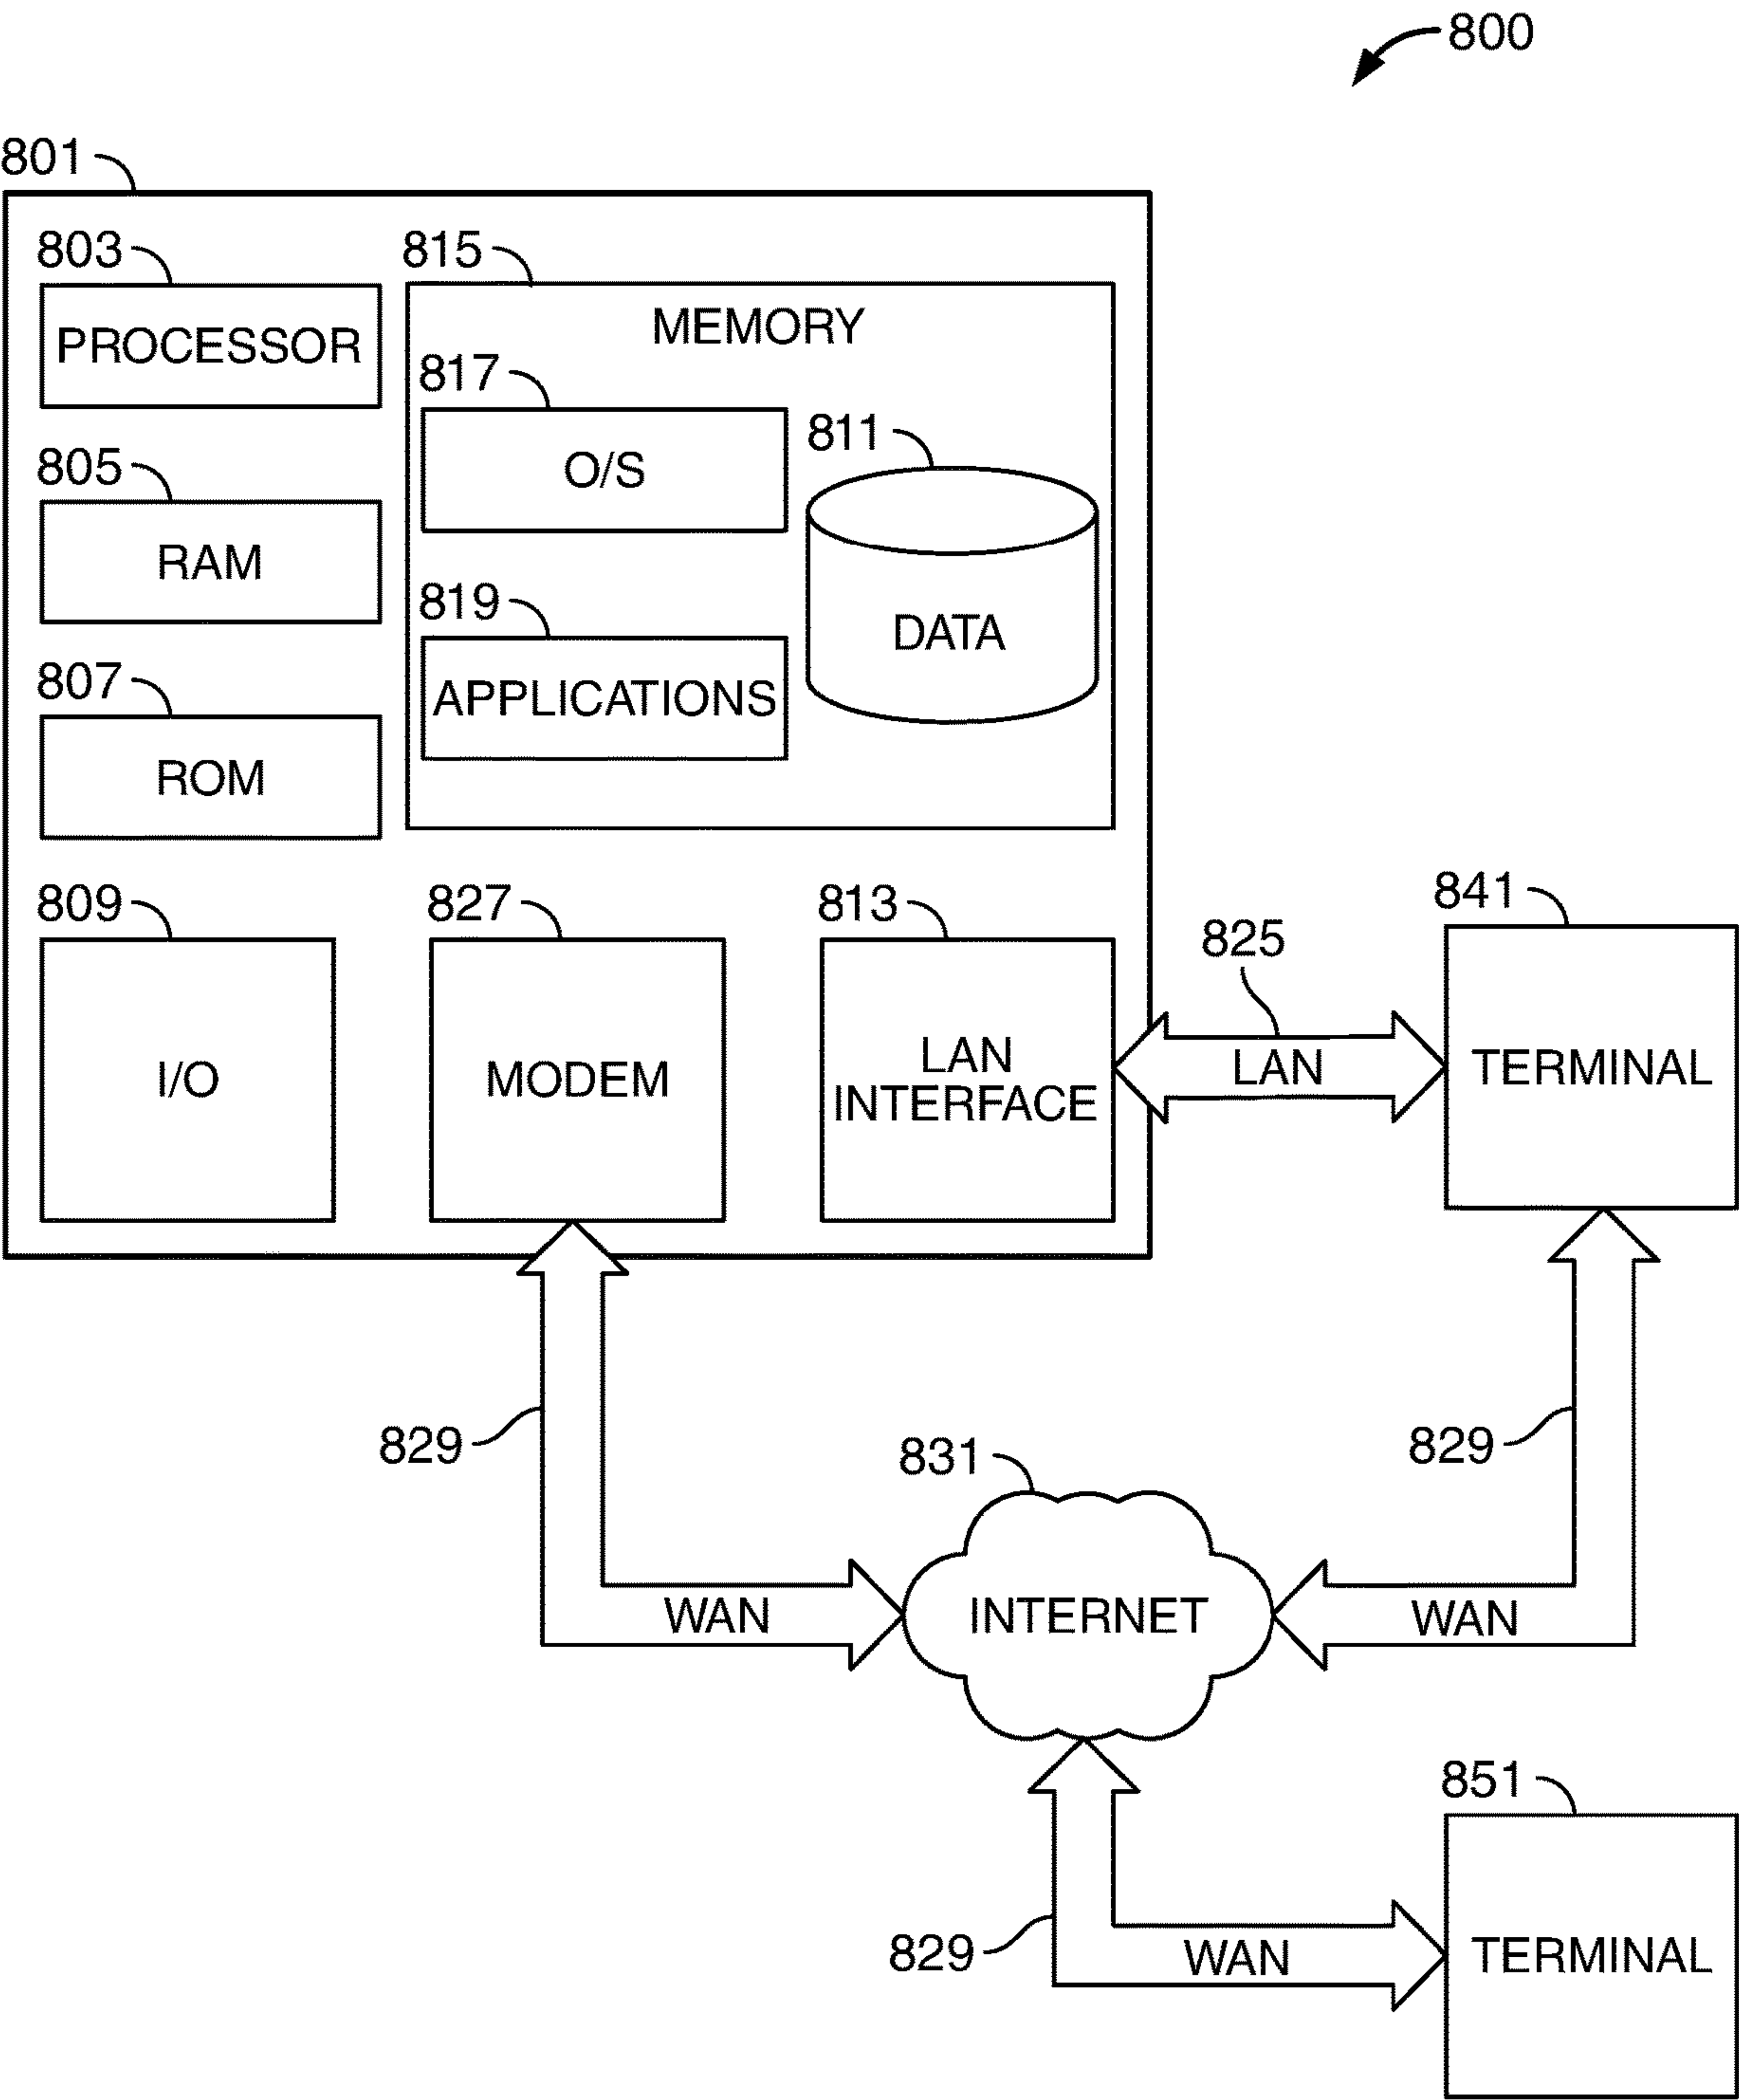 800
801
803
815
PROCESSOR
MEMORY
817
811
O/S
805
RAM
819
DATA
807
APPLICATIONS
ROM
809
827
813
841
825
I/O
MODEM
LAN
INTERFACE
LAN
TERMINAL
829
831
829
WAN
INTERNET
WAN
851
829
WAN
TERMINAL